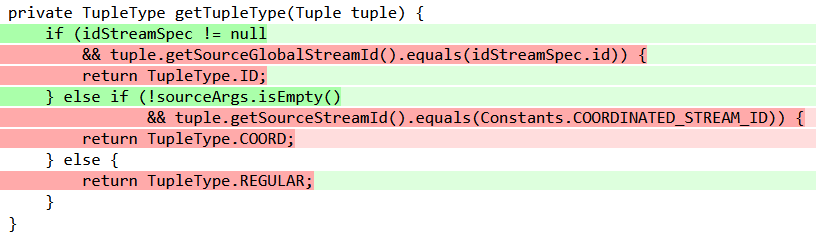 private TupleType getTupleType(Tuple tuple) {
    if (idStreamSpec != null
        && tuple.getSourceGlobalStreamId().equals(idStreamSpec.id)) {
        return TupleType.ID;
    } else if (!sourceArgs.isEmpty()
               && tuple.getSourceStreamId().equals(Constants.COORDINATED_STREAM_ID)) {
        return TupleType.COORD;
    } else {
        return TupleType.REGULAR;
    }
}